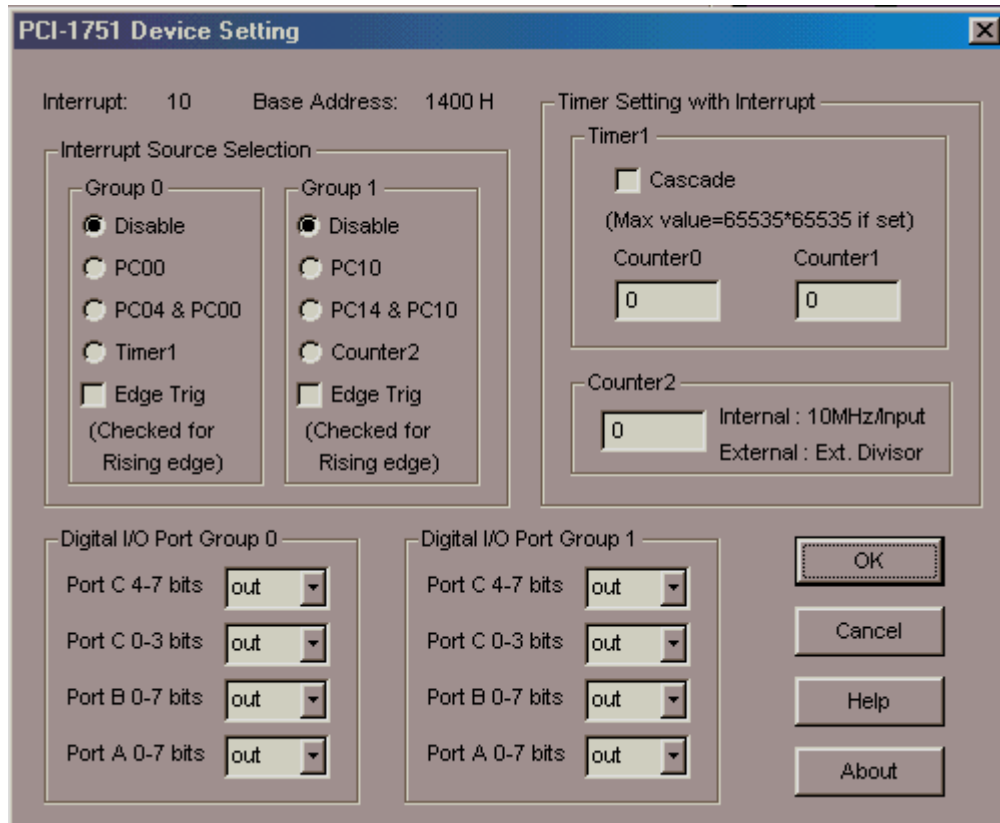 PCI-1751 Device Setting
Interrupt: 10 Base Address: 1400 H
Interrupt Source Selection
Group 0
Disable
PC00
PC04 & PC00
Timer1
Edge Trig
(Checked for
Rising edge)
Group 1
Disable
PC10
PC14 & PC10
Counter2
Edge Trig
(Checked for
Rising edge)
Timer Setting with Interrupt
Timer1
Cascade
(Max value=65535*65535 if set)
Counter0 Counter1
0 0
Counter2
0
Internal : 10MHz/Input
External : Ext. Divisor
Digital I/O Port Group 0
Port C 4-7 bits out
Port C 0-3 bits out
Port B 0-7 bits out
Port A 0-7 bits out
Digital I/O Port Group 1
Port C 4-7 bits out
Port C 0-3 bits out
Port B 0-7 bits out
Port A 0-7 bits out
OK
Cancel
Help
About